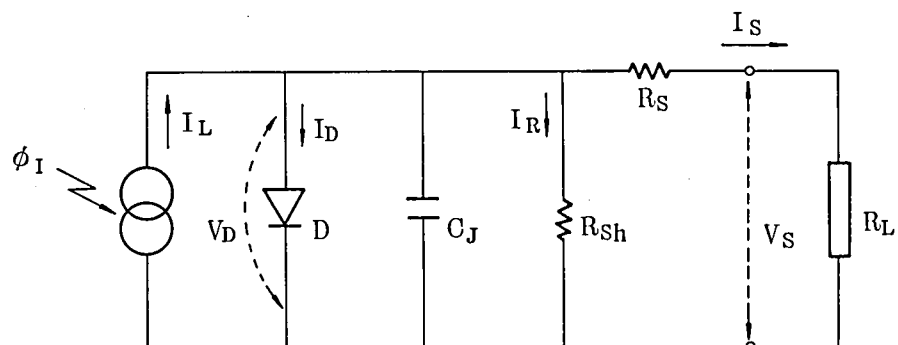 I_S
R_S
I_L
I_D
I_R
ϕ_I
V_D
D
C_J
R_Sh
V_S
R_L